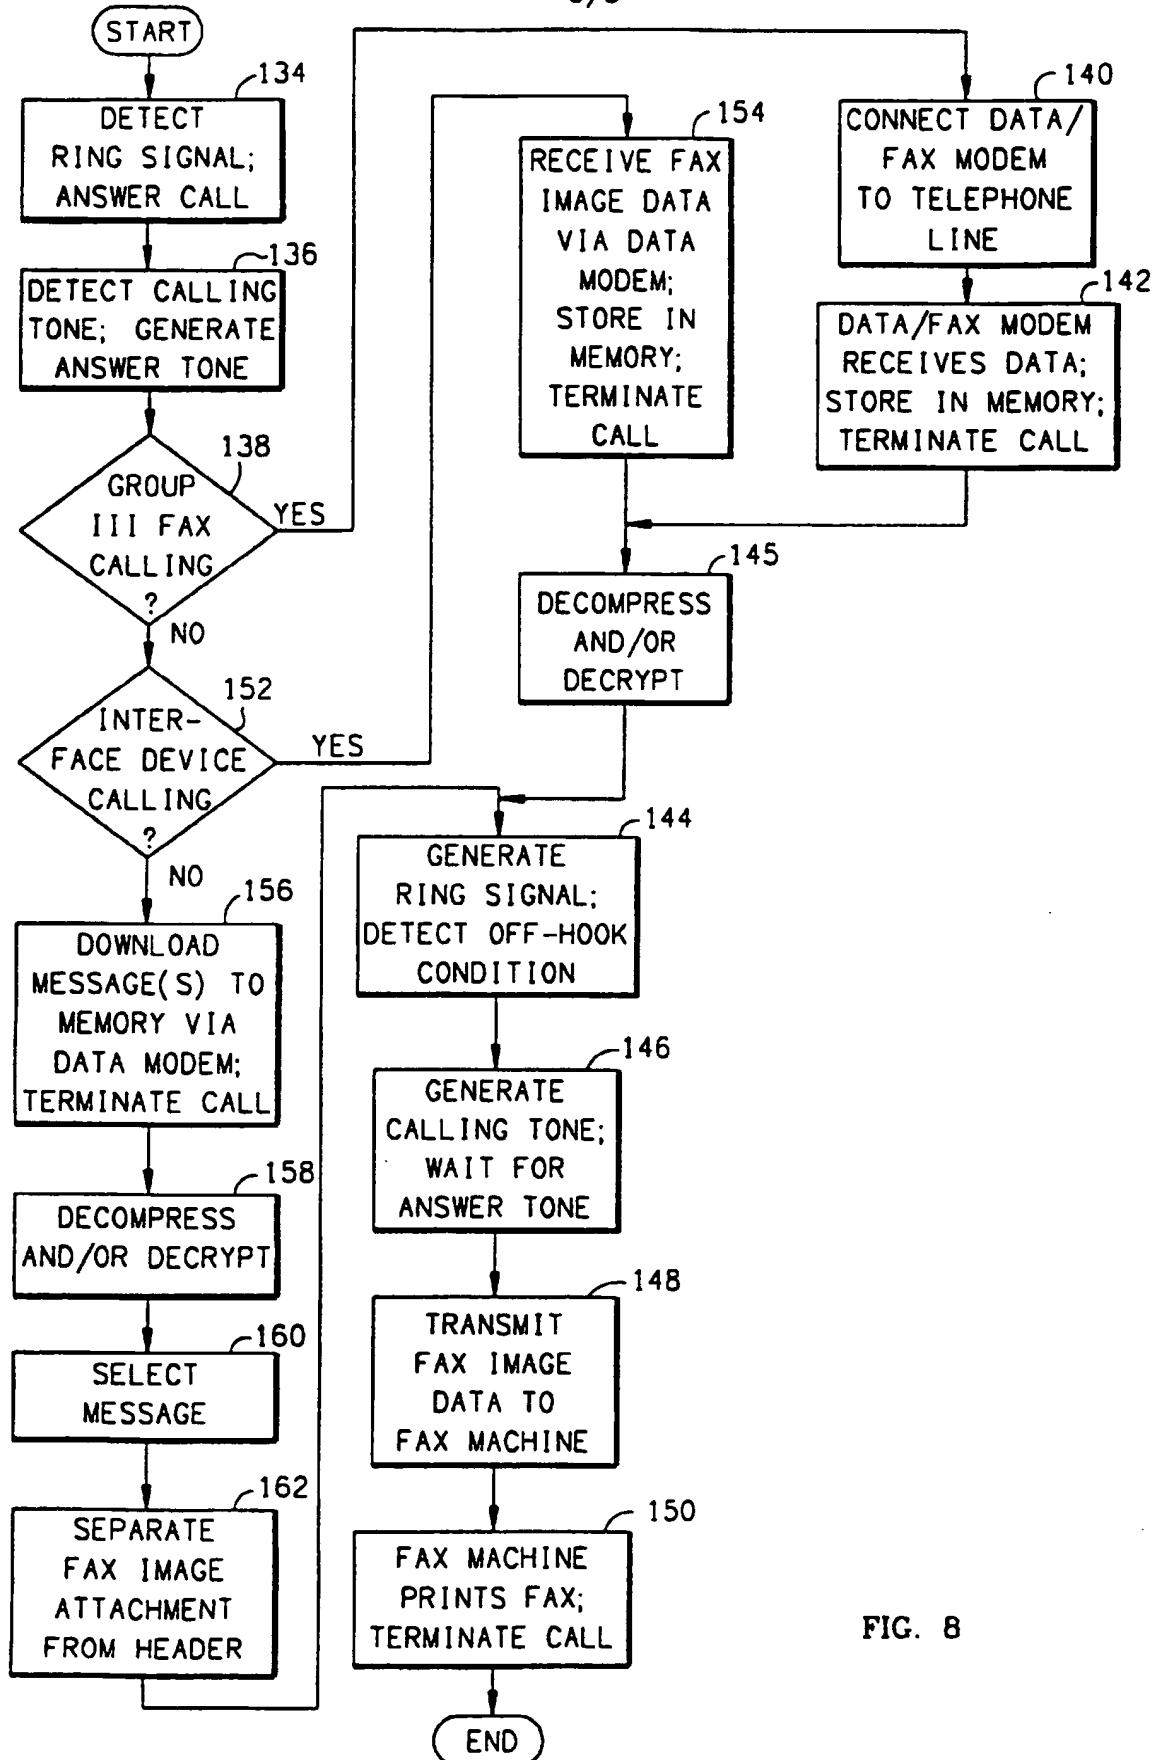 START
134
DETECT
RING SIGNAL;
ANSWER CALL
136
DETECT CALLING
TONE; GENERATE
ANSWER TONE
138
GROUP
III FAX
CALLING
?
YES
NO
152
INTER-
FACE DEVICE
CALLING
?
YES
NO
156
DOWNLOAD
MESSAGE(S) TO
MEMORY VIA
DATA MODEM;
TERMINATE CALL
158
DECOMPRESS
AND/OR DECRYPT
160
SELECT
MESSAGE
162
SEPARATE
FAX IMAGE
ATTACHMENT
FROM HEADER
154
RECEIVE FAX
IMAGE DATA
VIA DATA
MODEM;
STORE IN
MEMORY;
TERMINATE
CALL
140
CONNECT DATA/
FAX MODEM
TO TELEPHONE
LINE
142
DATA/FAX MODEM
RECEIVES DATA;
STORE IN MEMORY;
TERMINATE CALL
145
DECOMPRESS
AND/OR
DECRYPT
144
GENERATE
RING SIGNAL;
DETECT OFF-HOOK
CONDITION
146
GENERATE
CALLING TONE;
WAIT FOR
ANSWER TONE
148
TRANSMIT
FAX IMAGE
DATA TO
FAX MACHINE
150
FAX MACHINE
PRINTS FAX;
TERMINATE CALL
END
FIG. 8